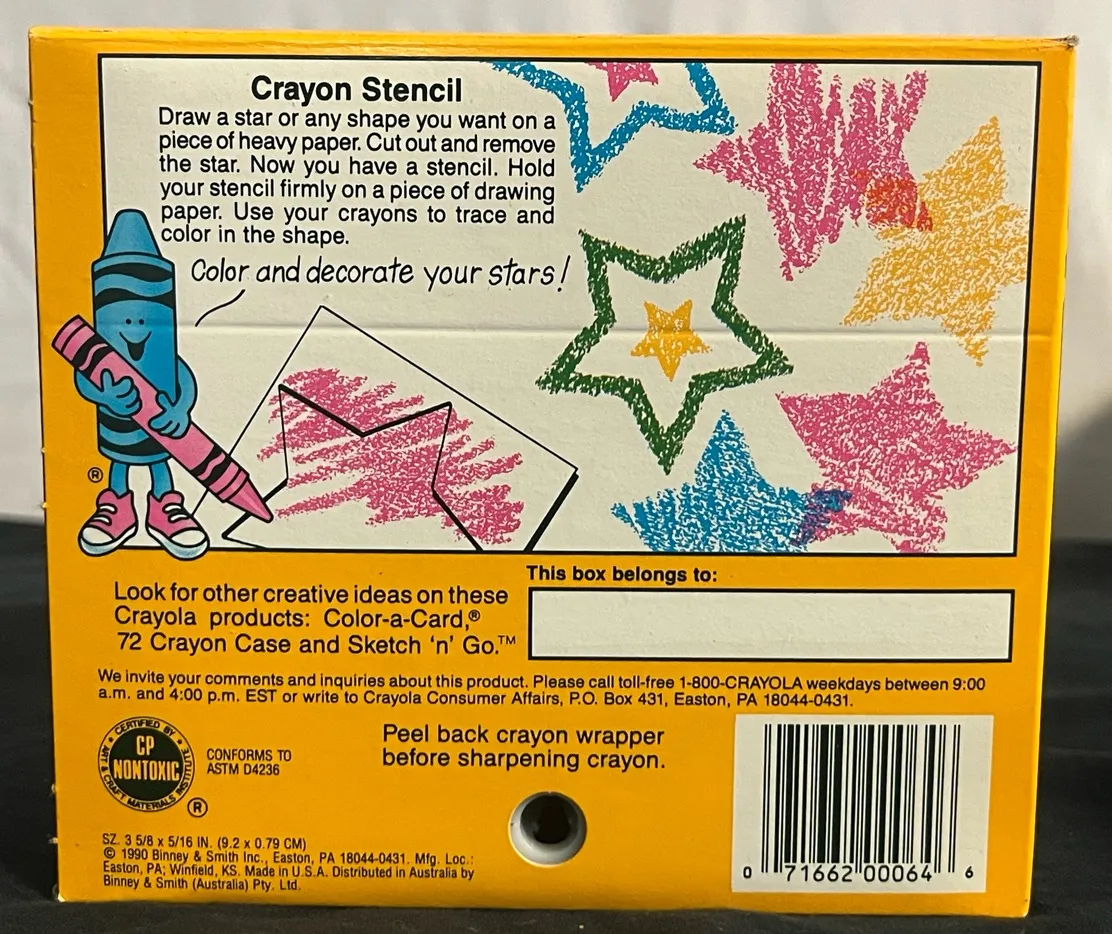 Crayon Stencil
Draw a star or any shape you want on a
piece of heavy paper. Cut out and remove
the star. Now you have a stencil. Hold
your stencil firmly on a piece of drawing
paper. Use your crayons to trace and
color in the shape.
Color and decorate your stars!
®
Look for other creative ideas on these
Crayola products: Color-a-Card,®
72 Crayon Case and Sketch 'n' Go.™
This box belongs to:
We invite your comments and inquiries about this product. Please call toll-free 1-800-CRAYOLA weekdays between 9:00
a.m. and 4:00 p.m. EST or write to Crayola Consumer Affairs, P.O. Box 431, Easton, PA 18044-0431.
CERTIFIED BY
ART & CRAFT MATERIALS INSTITUTE
CP
NONTOXIC
®
CONFORMS TO
ASTM D4236
Peel back crayon wrapper
before sharpening crayon.
SZ. 3 5/8 x 5/16 IN. (9.2 x 0.79 CM)
© 1990 Binney & Smith Inc., Easton, PA 18044-0431. Mfg. Loc.:
Easton, PA; Winfield, KS. Made in U.S.A. Distributed in Australia by
Binney & Smith (Australia) Pty. Ltd.
0 71662 00064 6